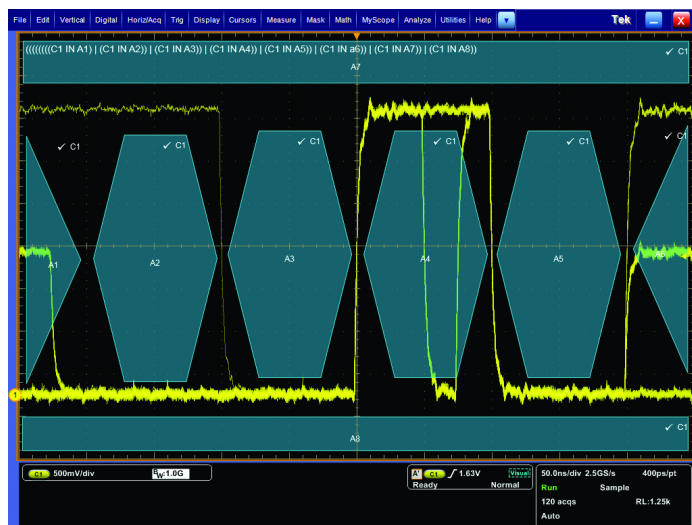 File Edit Vertical Digital Horiz/Acq Trig Display Cursors Measure Mask Math MyScope Analyze Utilities Help Tek X
((((((((C1 IN A1) | (C1 IN A2)) | (C1 IN A3)) | (C1 IN A4)) | (C1 IN A5)) | (C1 IN a6)) | (C1 IN A7)) | (C1 IN A8))
C1
A7
C1 C1 C1 C1 C1 C1
A1 A2 A3 A4 A5
1
C1
A8
C1 500mV/div BW:1.0G
A' C1 1.63V Visual
Ready Normal
50.0ns/div 2.5GS/s 400ps/pt
Run Sample
120 acqs RL:1.25k
Auto